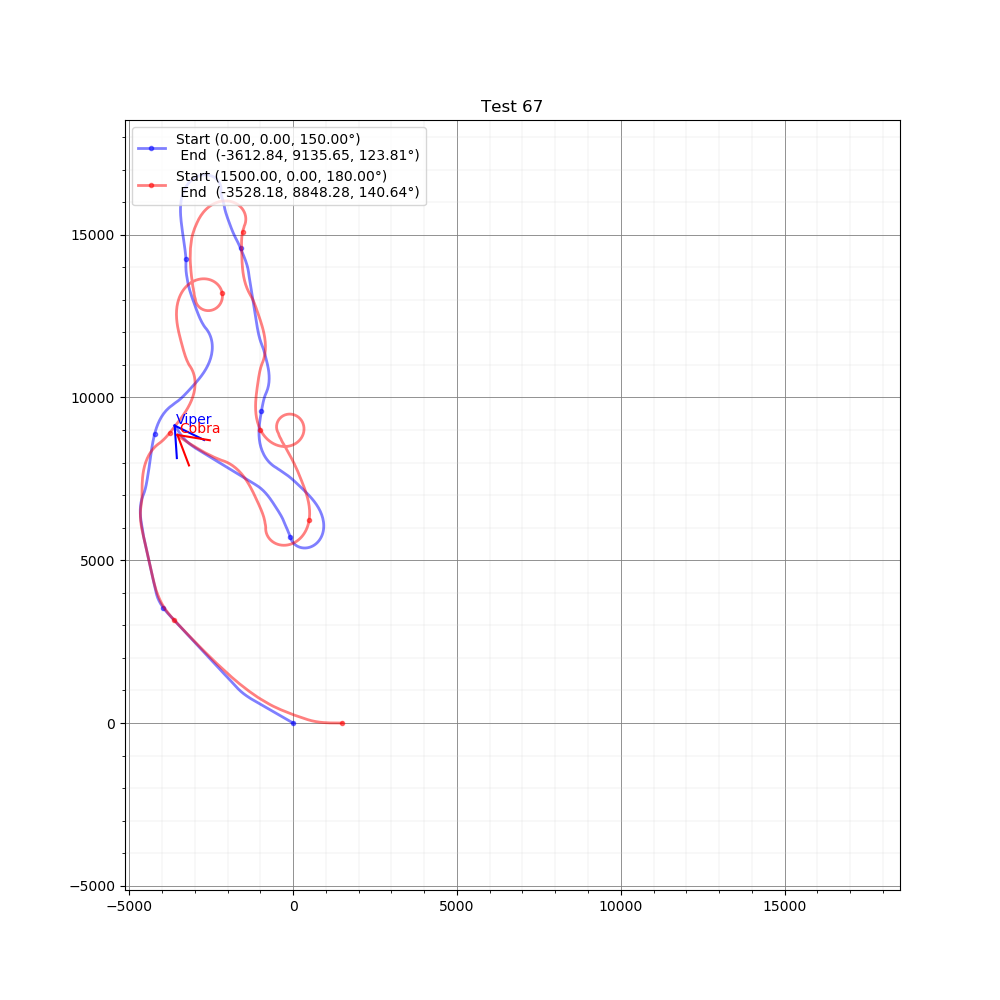 Test 67
Start (0.00, 0.00, 150.00°)
End (-3612.84, 9135.65, 123.81°)
Start (1500.00, 0.00, 180.00°)
End (-3528.18, 8848.28, 140.64°)
15000
10000
Viper
Cobra
5000
0
−5000
−5000 0 5000 10000 15000